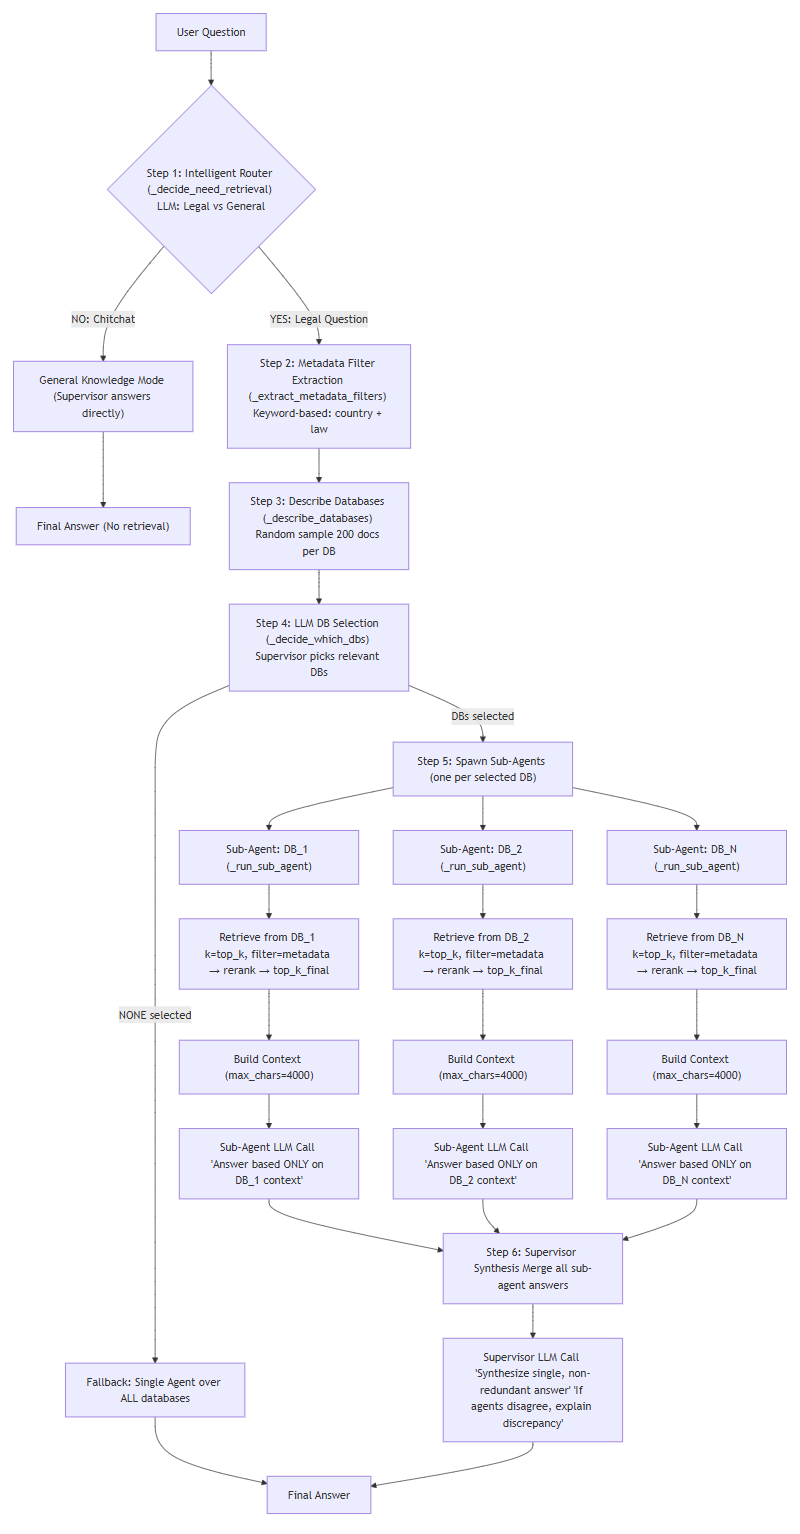 User Question
Step 1: Intelligent Router
(_decide_need_retrieval)
LLM: Legal vs General
NO: Chitchat
YES: Legal Question
General Knowledge Mode
(Supervisor answers
directly)
Step 2: Metadata Filter
Extraction
(_extract_metadata_filters)
Keyword-based: country +
law
Final Answer (No retrieval)
Step 3: Describe Databases
(_describe_databases)
Random sample 200 docs
per DB
Step 4: LLM DB Selection
(_decide_which_dbs)
Supervisor picks relevant
DBs
DBs selected
Step 5: Spawn Sub-Agents
(one per selected DB)
Sub-Agent: DB_1
(_run_sub_agent)
Sub-Agent: DB_2
(_run_sub_agent)
Sub-Agent: DB_N
(_run_sub_agent)
Retrieve from DB_1
k=top_k, filter=metadata
→ rerank → top_k_final
Retrieve from DB_2
k=top_k, filter=metadata
→ rerank → top_k_final
Retrieve from DB_N
k=top_k, filter=metadata
→ rerank → top_k_final
NONE selected
Build Context
(max_chars=4000)
Build Context
(max_chars=4000)
Build Context
(max_chars=4000)
Sub-Agent LLM Call
'Answer based ONLY on
DB_1 context'
Sub-Agent LLM Call
'Answer based ONLY on
DB_2 context'
Sub-Agent LLM Call
'Answer based ONLY on
DB_N context'
Step 6: Supervisor
Synthesis Merge all sub-
agent answers
Fallback: Single Agent over
ALL databases
Supervisor LLM Call
'Synthesize single, non-
redundant answer' 'If
agents disagree, explain
discrepancy'
Final Answer